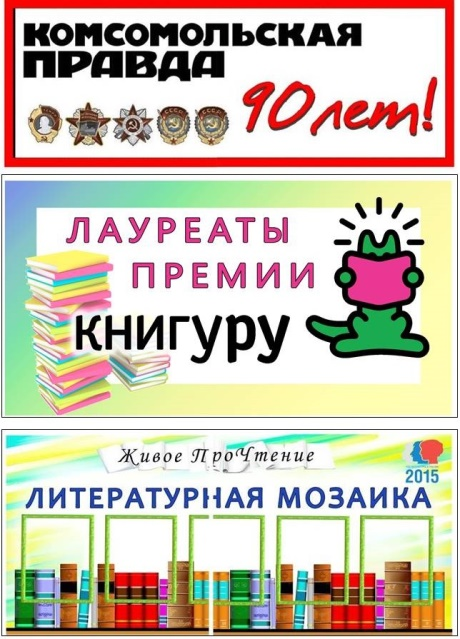 КОМСОМОЛЬСКАЯ
ПРАВДА
90 лет!
ЛАУРЕАТЫ
ПРЕМИИ
КНИГУРУ
Живое ПроЧтение
2015
ЛИТЕРАТУРНАЯ МОЗАИКА